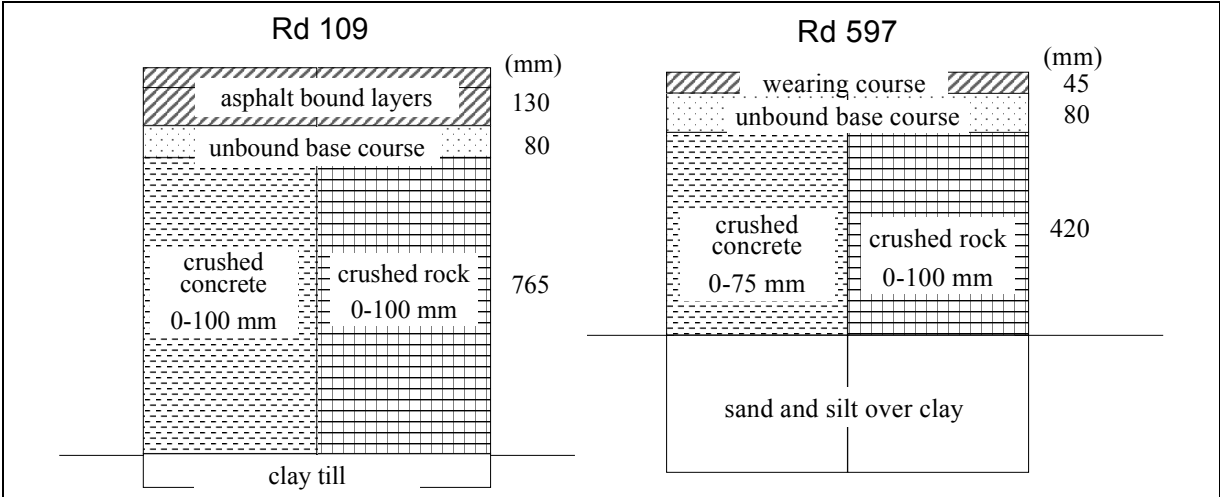 Rd 109
(mm)
asphalt bound layers
130
unbound base course
80
crushed
concrete
0-100 mm
crushed rock
0-100 mm
765
clay till
Rd 597
(mm)
wearing course
45
unbound base course
80
crushed
concrete
0-75 mm
crushed rock
0-100 mm
420
sand and silt over clay